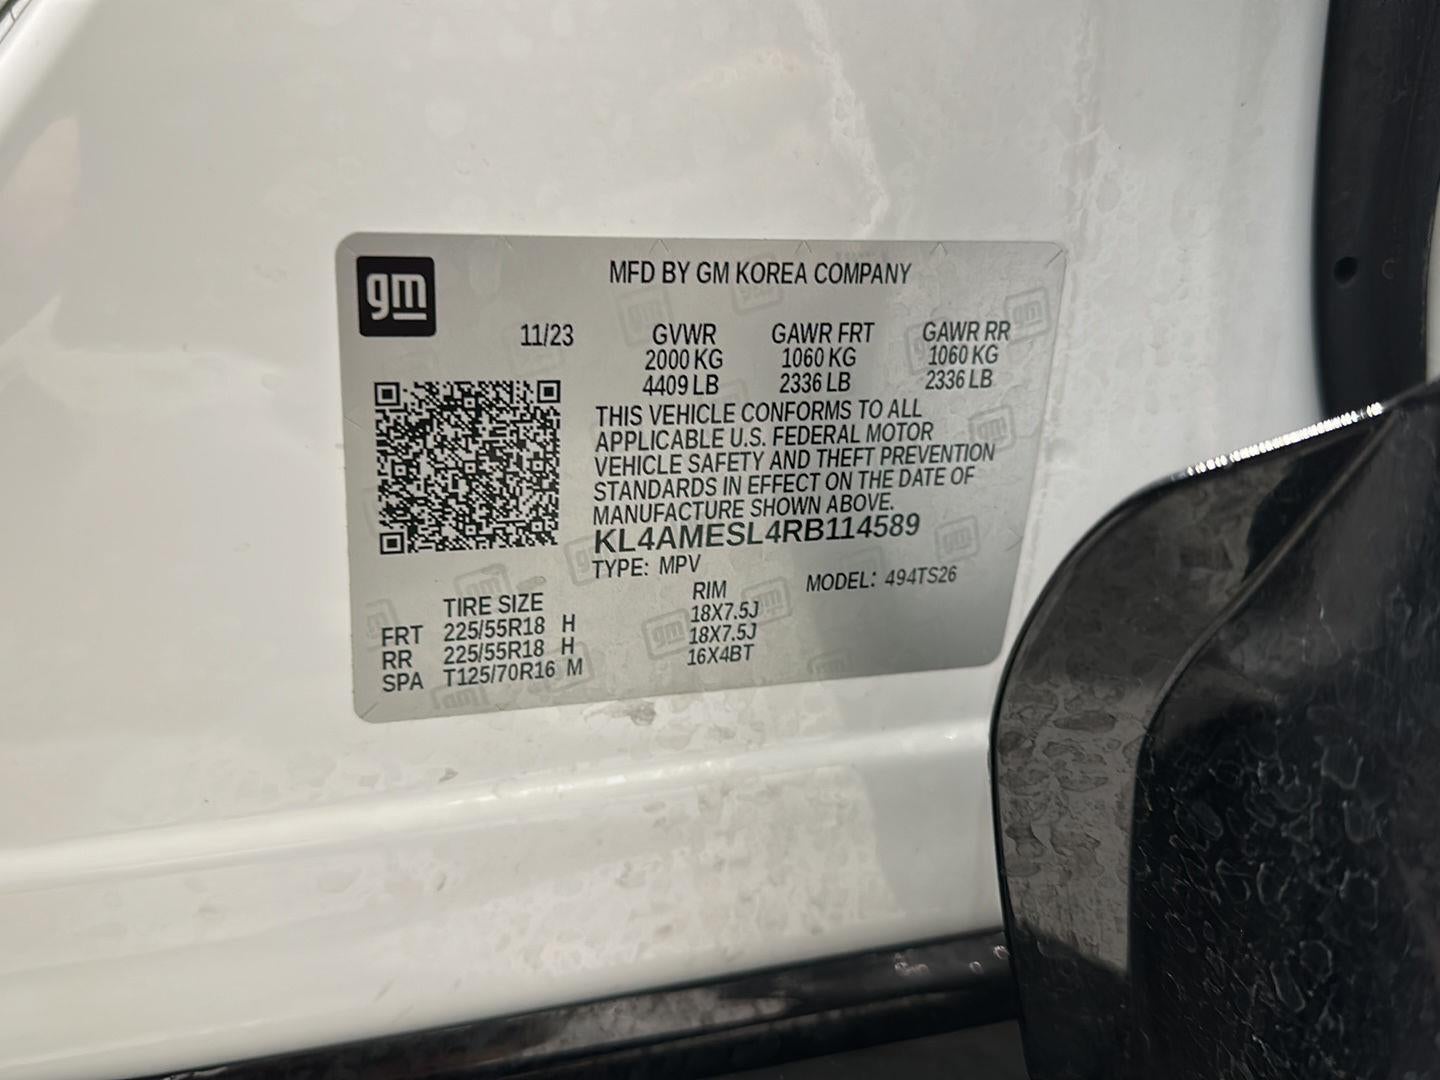 gm
MFD BY GM KOREA COMPANY
11/23 GVWR GAWR FRT GAWR RR
2000 KG 1060 KG 1060 KG
4409 LB 2336 LB 2336 LB
THIS VEHICLE CONFORMS TO ALL
APPLICABLE U.S. FEDERAL MOTOR
VEHICLE SAFETY AND THEFT PREVENTION
STANDARDS IN EFFECT ON THE DATE OF
MANUFACTURE SHOWN ABOVE.
KL4AMESL4RB114589
TYPE: MPV MODEL: 494TS26
TIRE SIZE RIM
FRT 225/55R18 H 18X7.5J
RR 225/55R18 H 18X7.5J
SPA T125/70R16 M 16X4BT